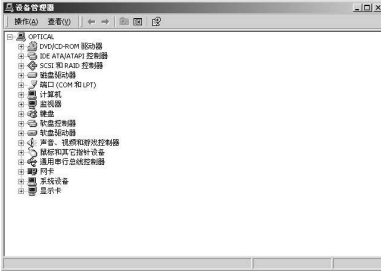 设备管理器
操作(A) 查看(V)
OPTICAL
DVD/CD-ROM 驱动器
IDE ATA/ATAPI 控制器
SCSI 和 RAID 控制器
磁盘驱动器
端口 (COM 和 LPT)
计算机
监视器
键盘
软盘控制器
软盘驱动器
声音、视频和游戏控制器
鼠标和其它指针设备
通用串行总线控制器
网卡
系统设备
显示卡